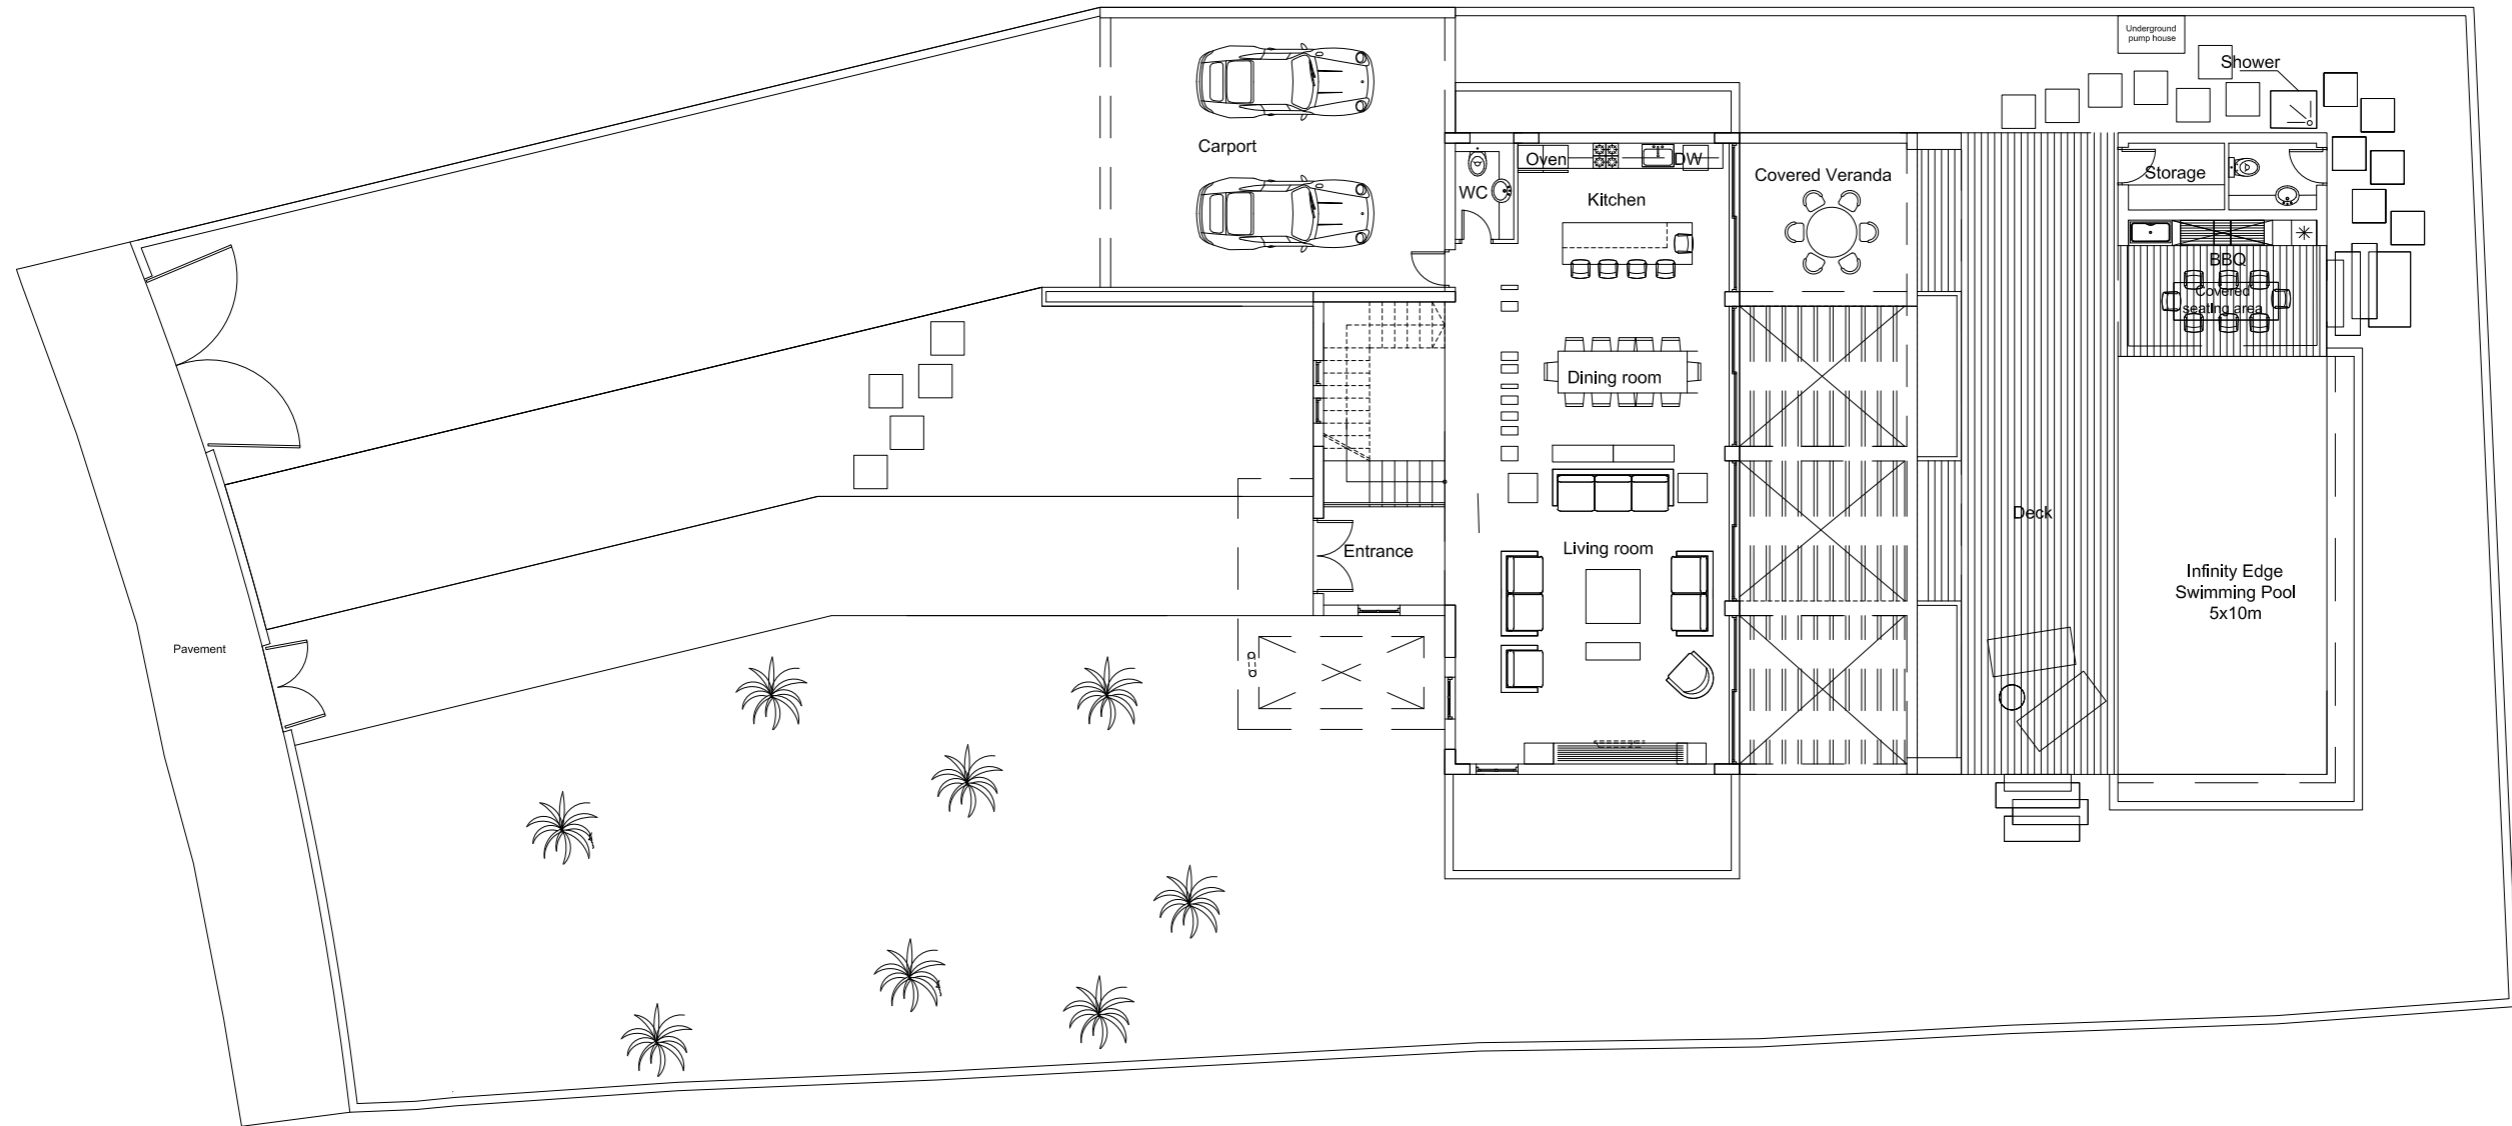 Underground
pump house
Shower
Carport
Oven
DW
WC
Kitchen
Covered Veranda
Storage
BBQ
Covered
seating area
Dining room
Deck
Entrance
Living room
Infinity Edge
Swimming Pool
5x10m
Pavement